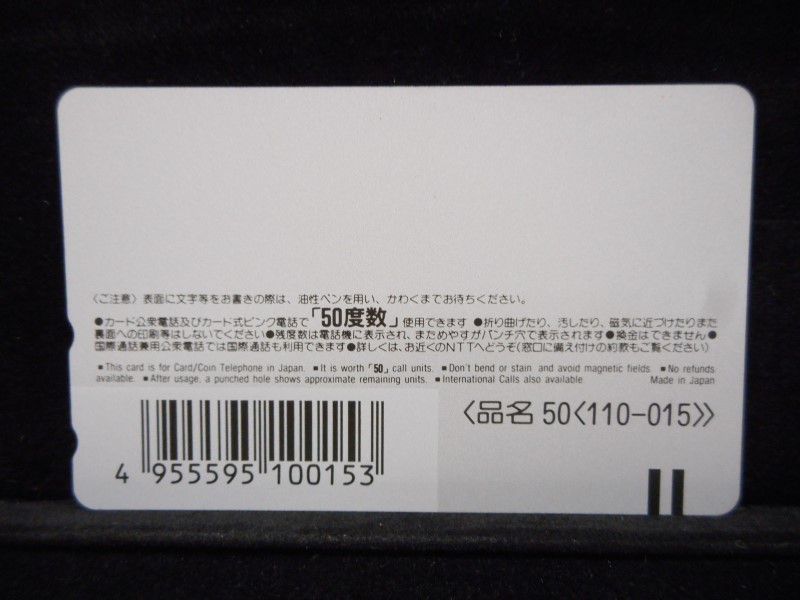 〈ご注意〉表面に文字等をお書きの際は、油性ペンを用い、かわくまでお待ちください。
●カード公衆電話及びカード式ピンク電話で「50度数」使用できます ●折り曲げたり、汚したり、磁気に近づけたりまた
裏面への印刷等はしないでください●残度数は電話機に表示され、まためやすがパンチ穴で表示されます●換金はできません●
国際通話兼用公衆電話では国際通話も利用できます●詳しくは、お近くのNTTへどうぞ(窓口に備え付けの約款もご覧ください)
■This card is for Card/Coin Telephone in Japan. ■It is worth「50」call units. ■Don't bend or stain and avoid magnetic fields. ■No refunds
available. ■After usage, a punched hole shows approximate remaining units. ■International Calls also available. Made in Japan
〈品名 50〈110-015〉〉
4 955595 100153